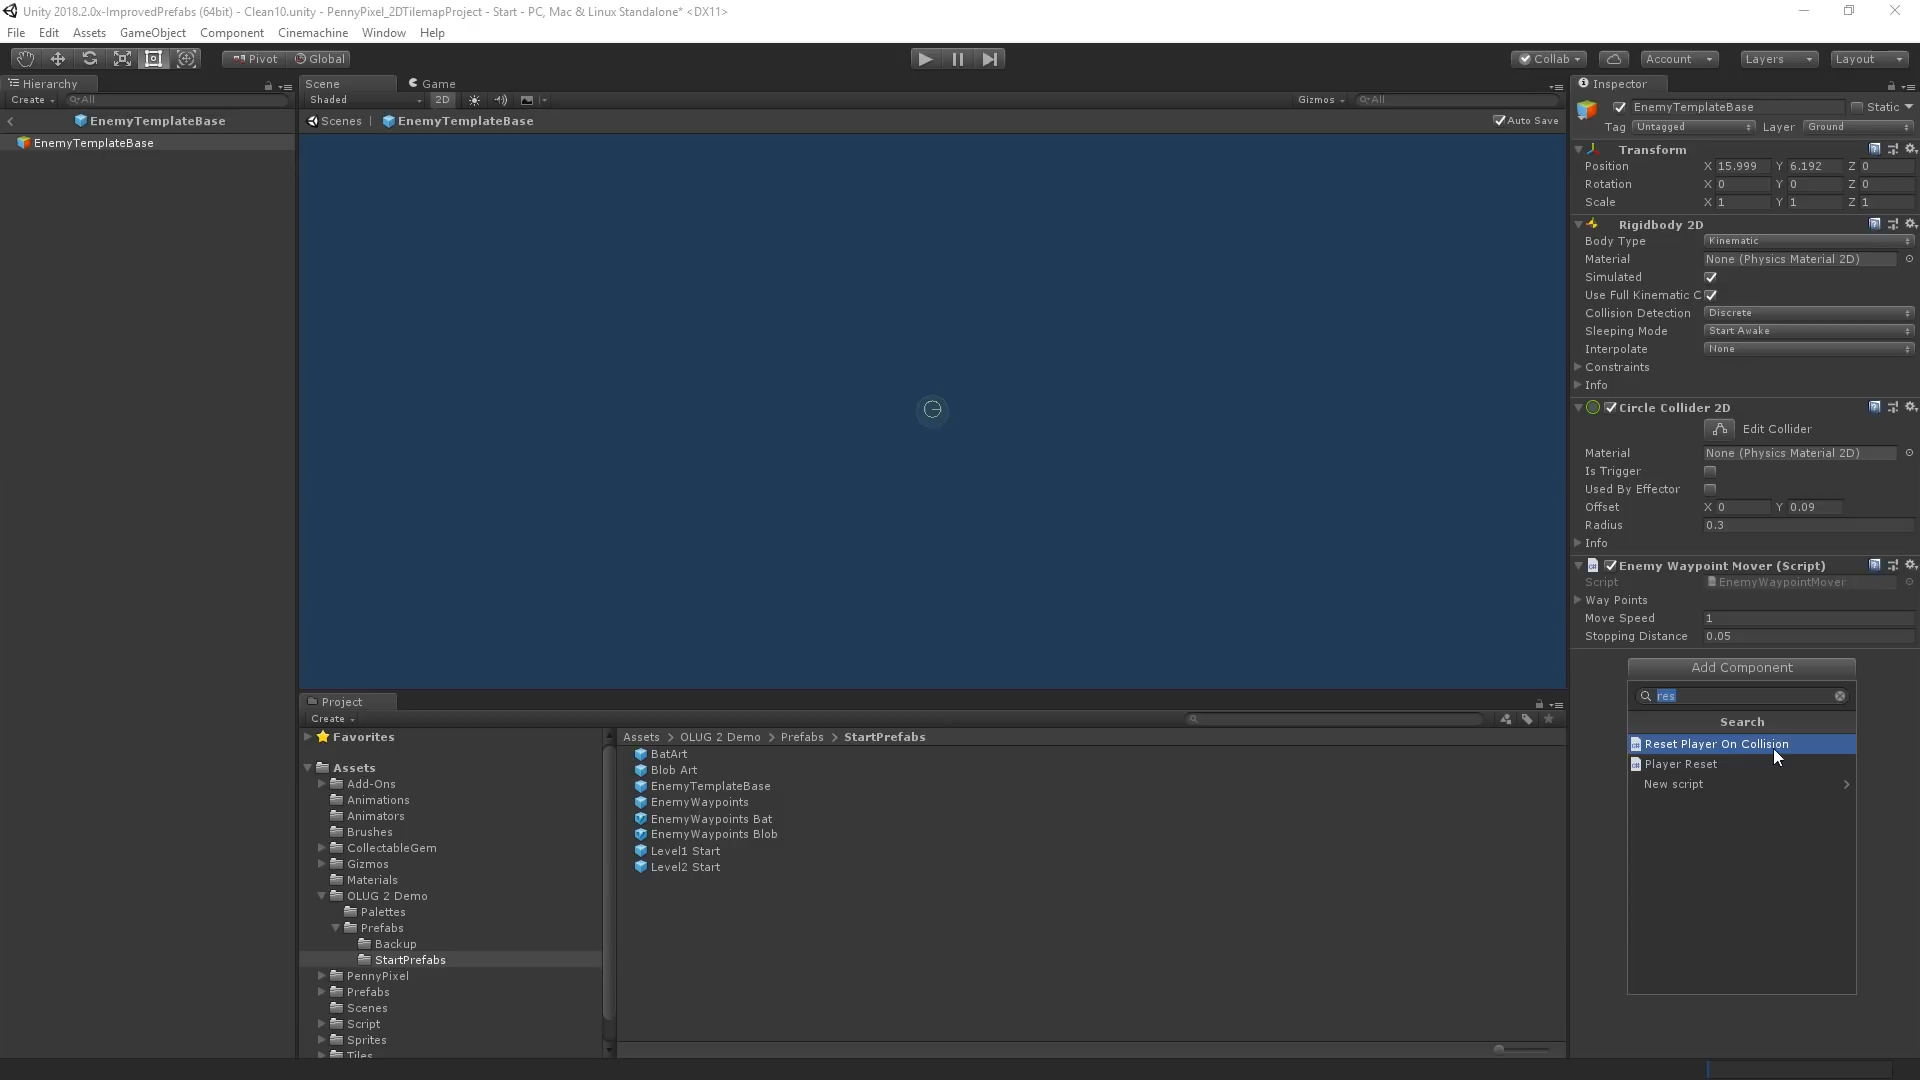 Unity 2018.2.0x-ImprovedPrefabs (64bit) - Clean10.unity - PennyPixel_2DTilemapProject - Start - PC, Mac & Linux Standalone* <DX11>
File Edit Assets GameObject Component Cinemachine Window Help
Pivot Global Collab Account Layers Layout
Hierarchy
Create All
EnemyTemplateBase
EnemyTemplateBase
Scene Game
Shaded 2D Gizmos All
Scenes | EnemyTemplateBase Auto Save
Inspector
EnemyTemplateBase Static
Tag Untagged Layer Ground
Transform
Position X 15.999 Y 6.192 Z 0
Rotation X 0 Y 0 Z 0
Scale X 1 Y 1 Z 1
Rigidbody 2D
Body Type Kinematic
Material None (Physics Material 2D)
Simulated
Use Full Kinematic C
Collision Detection Discrete
Sleeping Mode Start Awake
Interpolate None
Constraints
Info
Circle Collider 2D
Edit Collider
Material None (Physics Material 2D)
Is Trigger
Used By Effector
Offset X 0 Y 0.09
Radius 0.3
Info
Enemy Waypoint Mover (Script)
Script EnemyWaypointMover
Way Points
Move Speed 1
Stopping Distance 0.05
Add Component
res
Search
Reset Player On Collision
Player Reset
New script
Project
Create
Favorites
Assets
Add-Ons
Animations
Animators
Brushes
CollectableGem
Gizmos
Materials
OLUG 2 Demo
Palettes
Prefabs
Backup
StartPrefabs
PennyPixel
Prefabs
Scenes
Script
Sprites
Tiles
Assets > OLUG 2 Demo > Prefabs > StartPrefabs
BatArt
Blob Art
EnemyTemplateBase
EnemyWaypoints
EnemyWaypoints Bat
EnemyWaypoints Blob
Level1 Start
Level2 Start